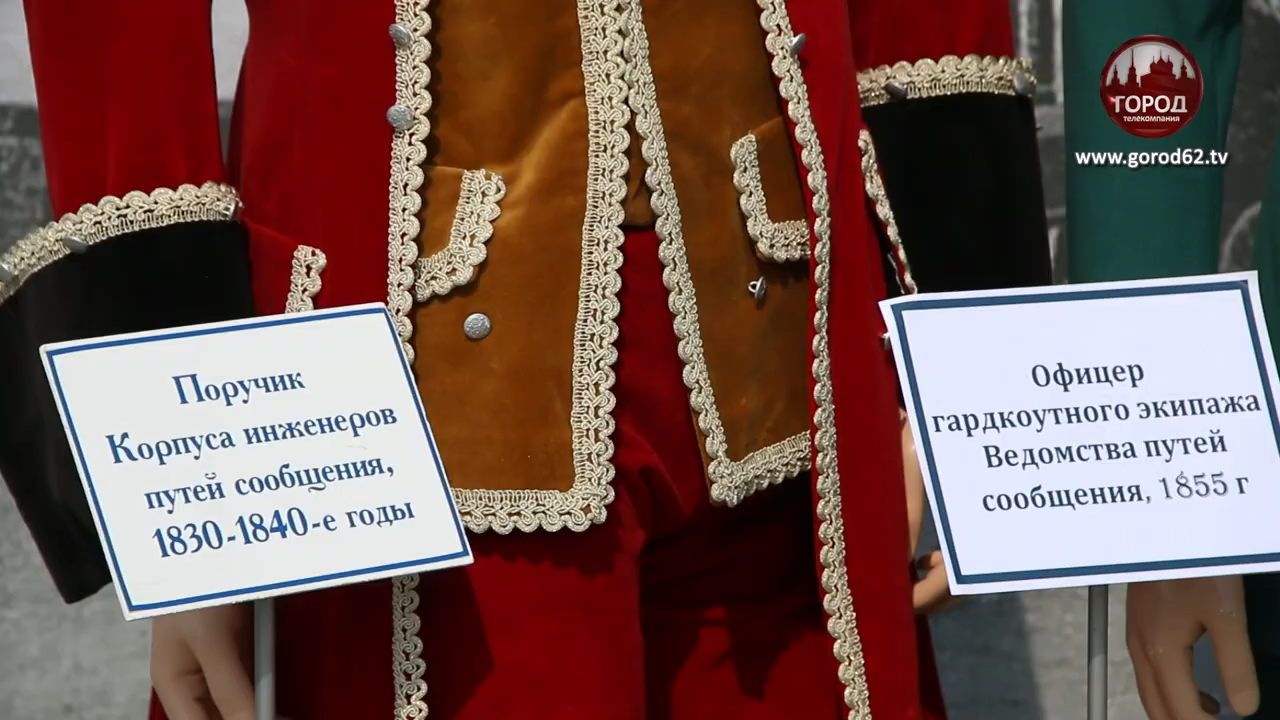 ГОРОД
телекомпания
www.gorod62.tv
Поручик
Корпуса инженеров
путей сообщения,
1830-1840-е годы
Офицер
гардкоутного экипажа
Ведомства путей
сообщения, 1855 г